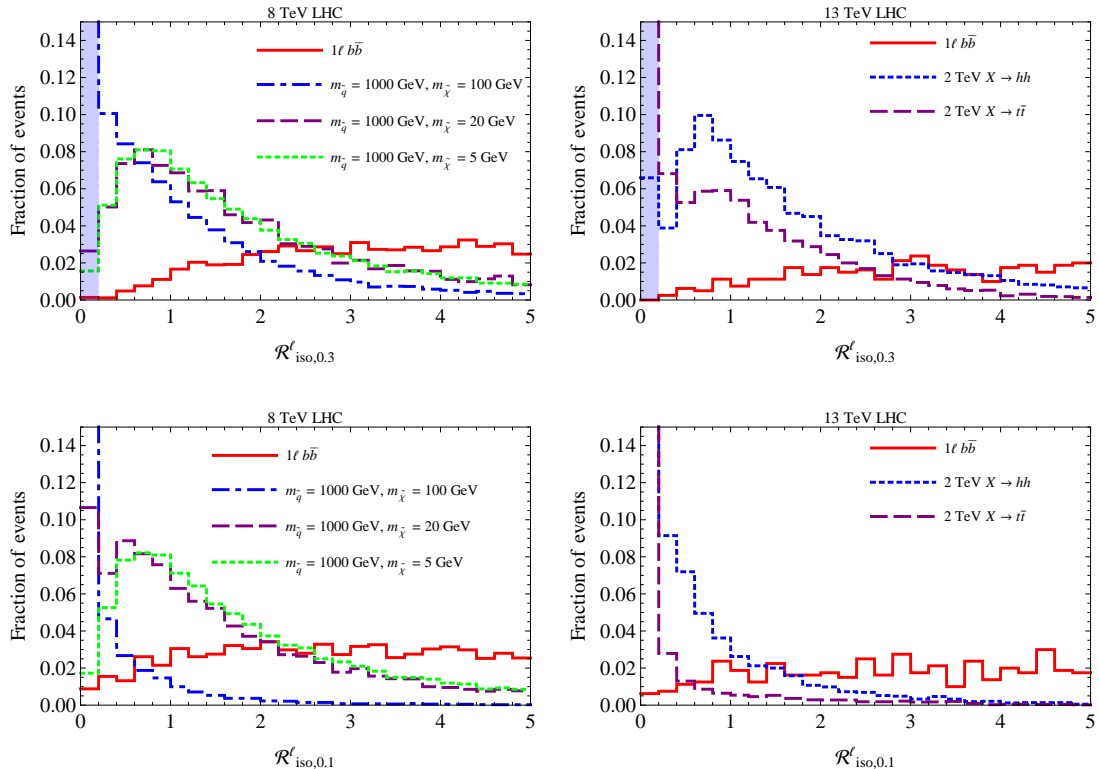 8 TeV LHC
0.14
0.12
0.10
0.08
0.06
0.04
0.02
0.00
Fraction of events
1ℓ bb̅
m_q̃ = 1000 GeV, m_χ̃ = 100 GeV
m_q̃ = 1000 GeV, m_χ̃ = 20 GeV
m_q̃ = 1000 GeV, m_χ̃ = 5 GeV
0 1 2 3 4 5
ℛ^ℓ_iso,0.3
13 TeV LHC
0.14
0.12
0.10
0.08
0.06
0.04
0.02
0.00
Fraction of events
1ℓ bb̅
2 TeV X → hh
2 TeV X → tt̅
0 1 2 3 4 5
ℛ^ℓ_iso,0.3
8 TeV LHC
0.14
0.12
0.10
0.08
0.06
0.04
0.02
0.00
Fraction of events
1ℓ bb̅
m_q̃ = 1000 GeV, m_χ̃ = 100 GeV
m_q̃ = 1000 GeV, m_χ̃ = 20 GeV
m_q̃ = 1000 GeV, m_χ̃ = 5 GeV
0 1 2 3 4 5
ℛ^ℓ_iso,0.1
13 TeV LHC
0.14
0.12
0.10
0.08
0.06
0.04
0.02
0.00
Fraction of events
1ℓ bb̅
2 TeV X → hh
2 TeV X → tt̅
0 1 2 3 4 5
ℛ^ℓ_iso,0.1